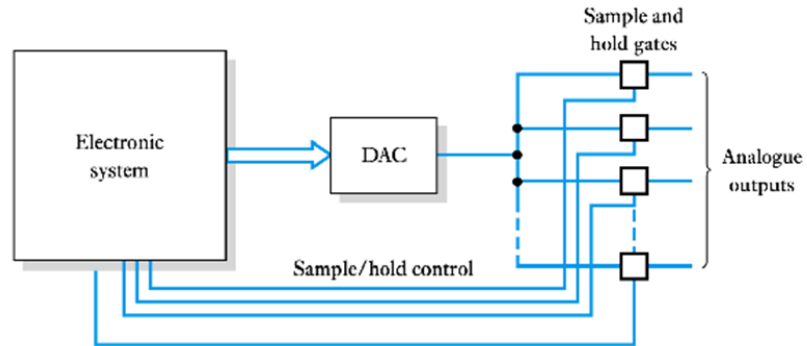 Sample and
hold gates
Electronic
system
DAC
Analogue
outputs
Sample/hold control